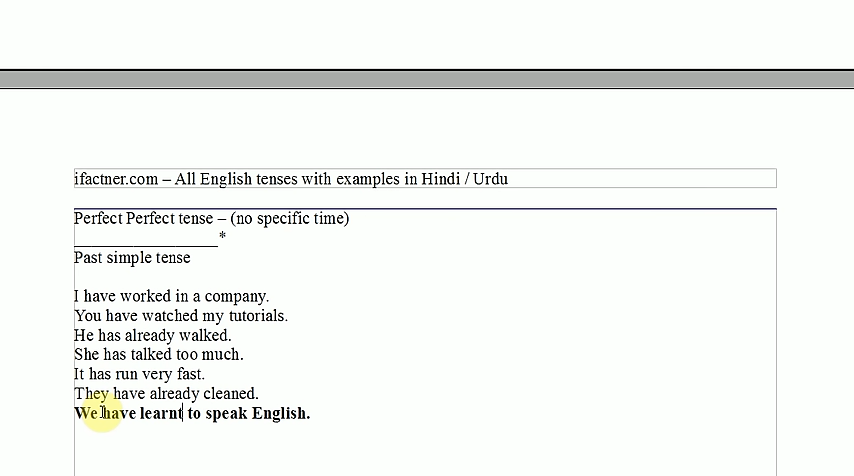 ifactner.com – All English tenses with examples in Hindi / Urdu
Perfect Perfect tense – (no specific time)
__________________*
Past simple tense
I have worked in a company.
You have watched my tutorials.
He has already walked.
She has talked too much.
It has run very fast.
They have already cleaned.
We have learnt to speak English.